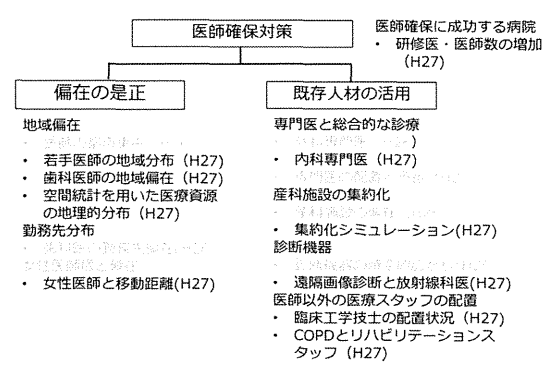 医師確保対策
医師確保に成功する病院
• 研修医・医師数の増加
(H27)
偏在の是正
地域偏在
• 若手医師の地域分布（H27）
• 歯科医師の地域偏在（H27）
• 空間統計を用いた医療資源
の地理的分布（H27）
勤務先分布
• 女性医師と移動距離(H27)
既存人材の活用
専門医と総合的な診療
• 内科専門医（H27）
産科施設の集約化
• 集約化シミュレーション(H27)
診断機器
• 遠隔画像診断と放射線科医(H27)
医師以外の医療スタッフの配置
• 臨床工学技士の配置状況（H27）
• COPDとリハビリテーションス
タッフ（H27）